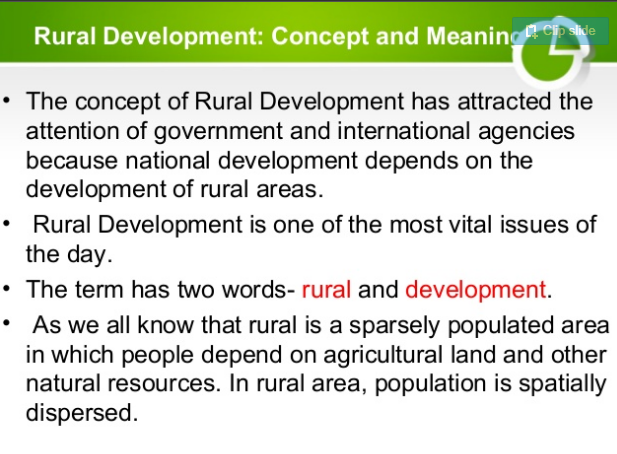 Rural Development: Concept and Meaning
Clip slide
• The concept of Rural Development has attracted the
attention of government and international agencies
because national development depends on the
development of rural areas.
• Rural Development is one of the most vital issues of
the day.
• The term has two words- rural and development.
• As we all know that rural is a sparsely populated area
in which people depend on agricultural land and other
natural resources. In rural area, population is spatially
dispersed.